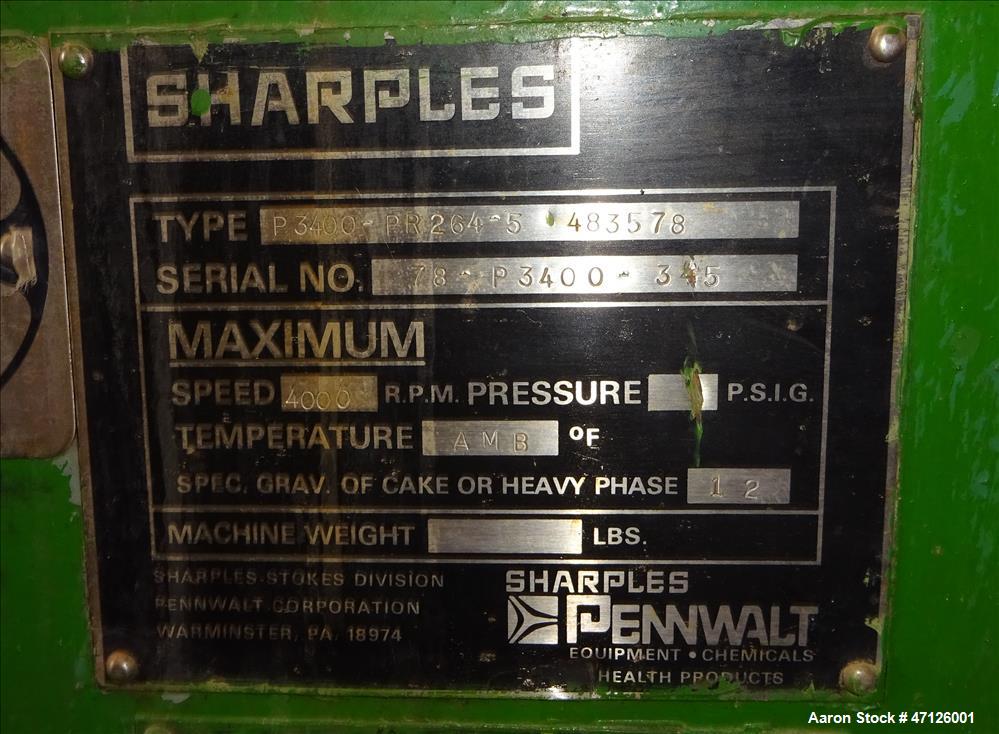 SHARPLES
TYPE P3400-PR264-5 483578
SERIAL NO. 78-P3400-345
MAXIMUM
SPEED 4000 R.P.M. PRESSURE P.S.I.G.
TEMPERATURE AMB ºF
SPEC. GRAV. OF CAKE OR HEAVY PHASE 1 2
MACHINE WEIGHT LBS.
SHARPLES-STOKES DIVISION
PENNWALT CORPORATION
WARMINSTER, PA. 18974
SHARPLES
PENNWALT
EQUIPMENT • CHEMICALS
HEALTH PRODUCTS
Aaron Stock # 47126001